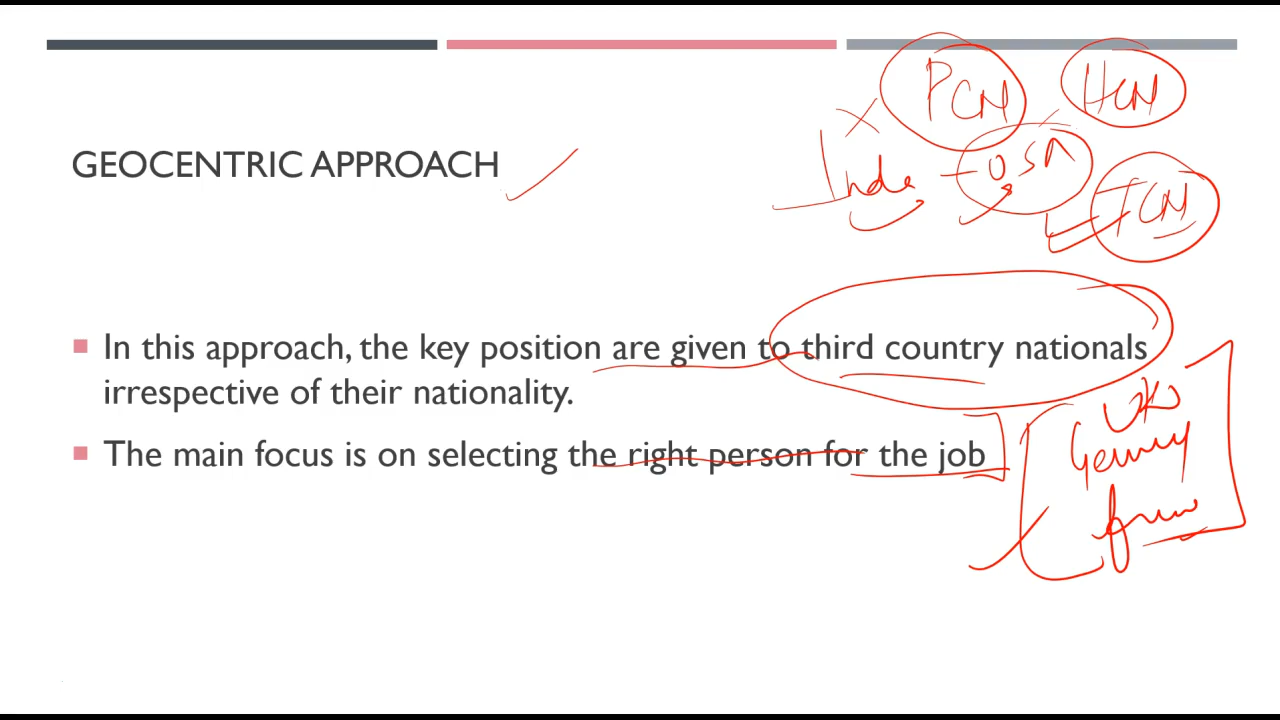 PCN HCN
India - USA
TCN
GEOCENTRIC APPROACH
In this approach, the key position are given to third country nationals
irrespective of their nationality.
UK
The main focus is on selecting the right person for the job
Germany